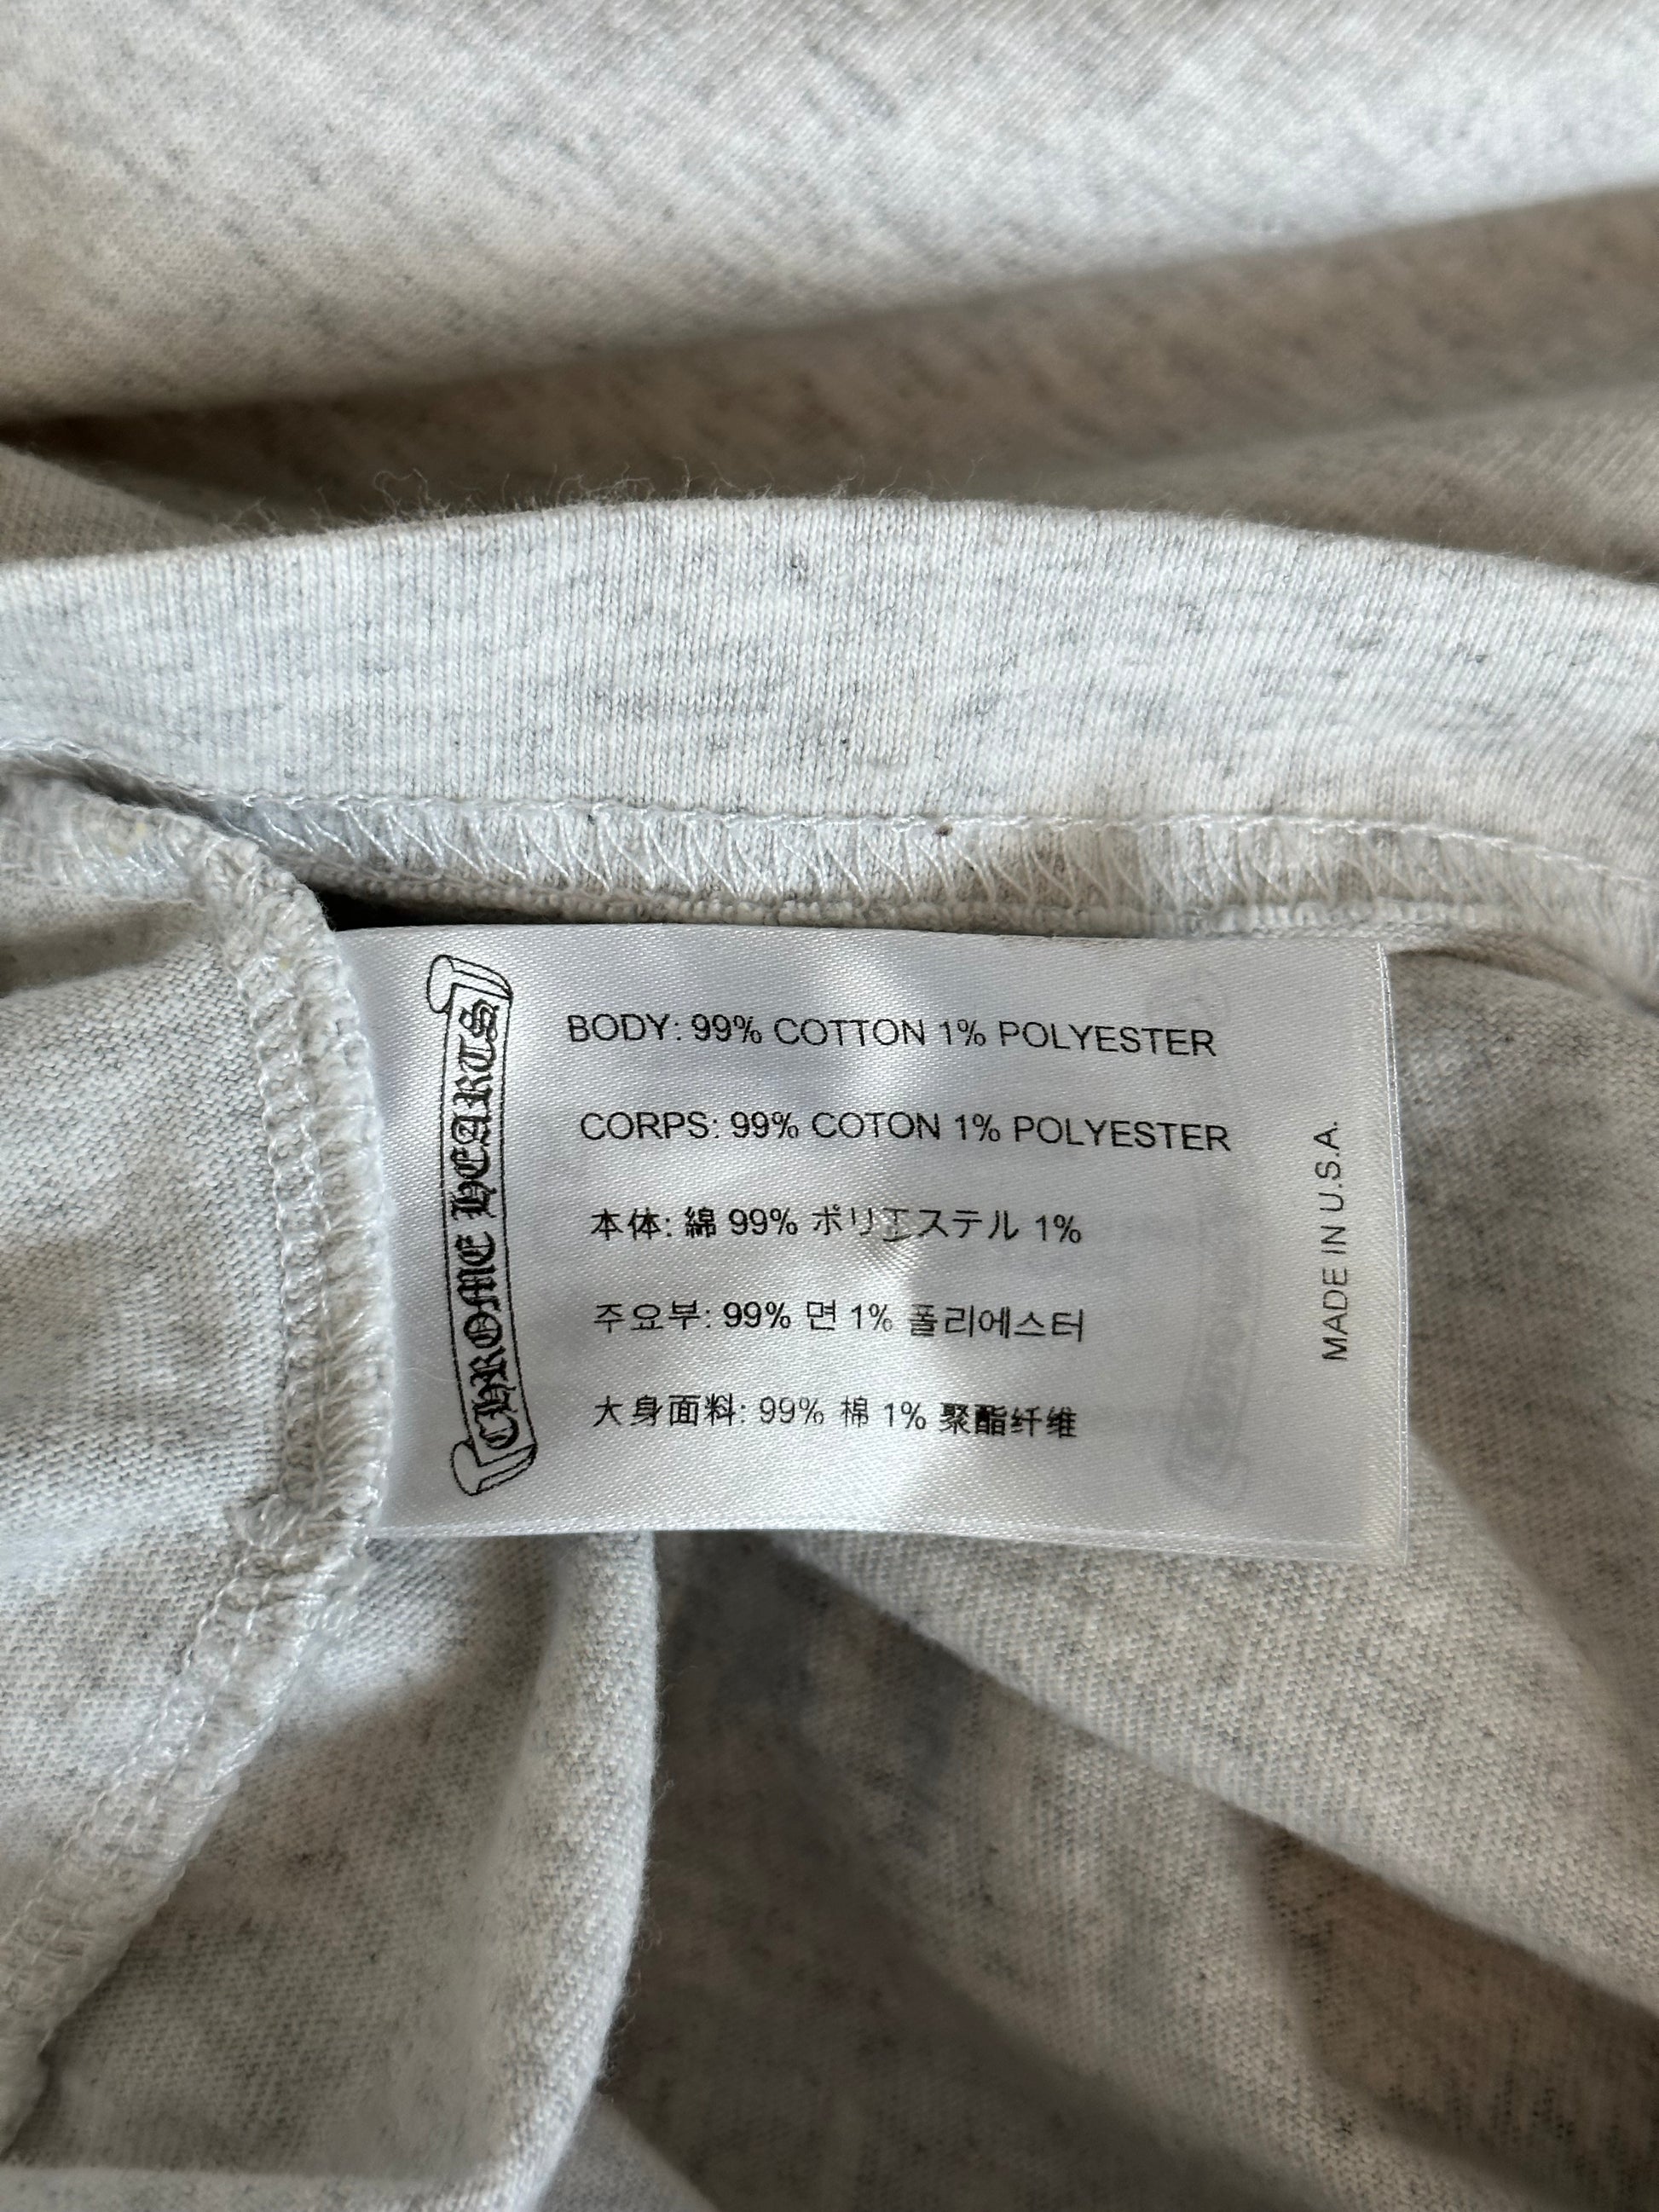 CHROME HEARTS
BODY: 99% COTTON 1% POLYESTER
CORPS: 99% COTON 1% POLYESTER
本体: 綿 99% ポリエステル 1%
주요부: 99% 면 1% 폴리에스터
大身面料: 99% 棉 1% 聚酯纤维
MADE IN U.S.A.